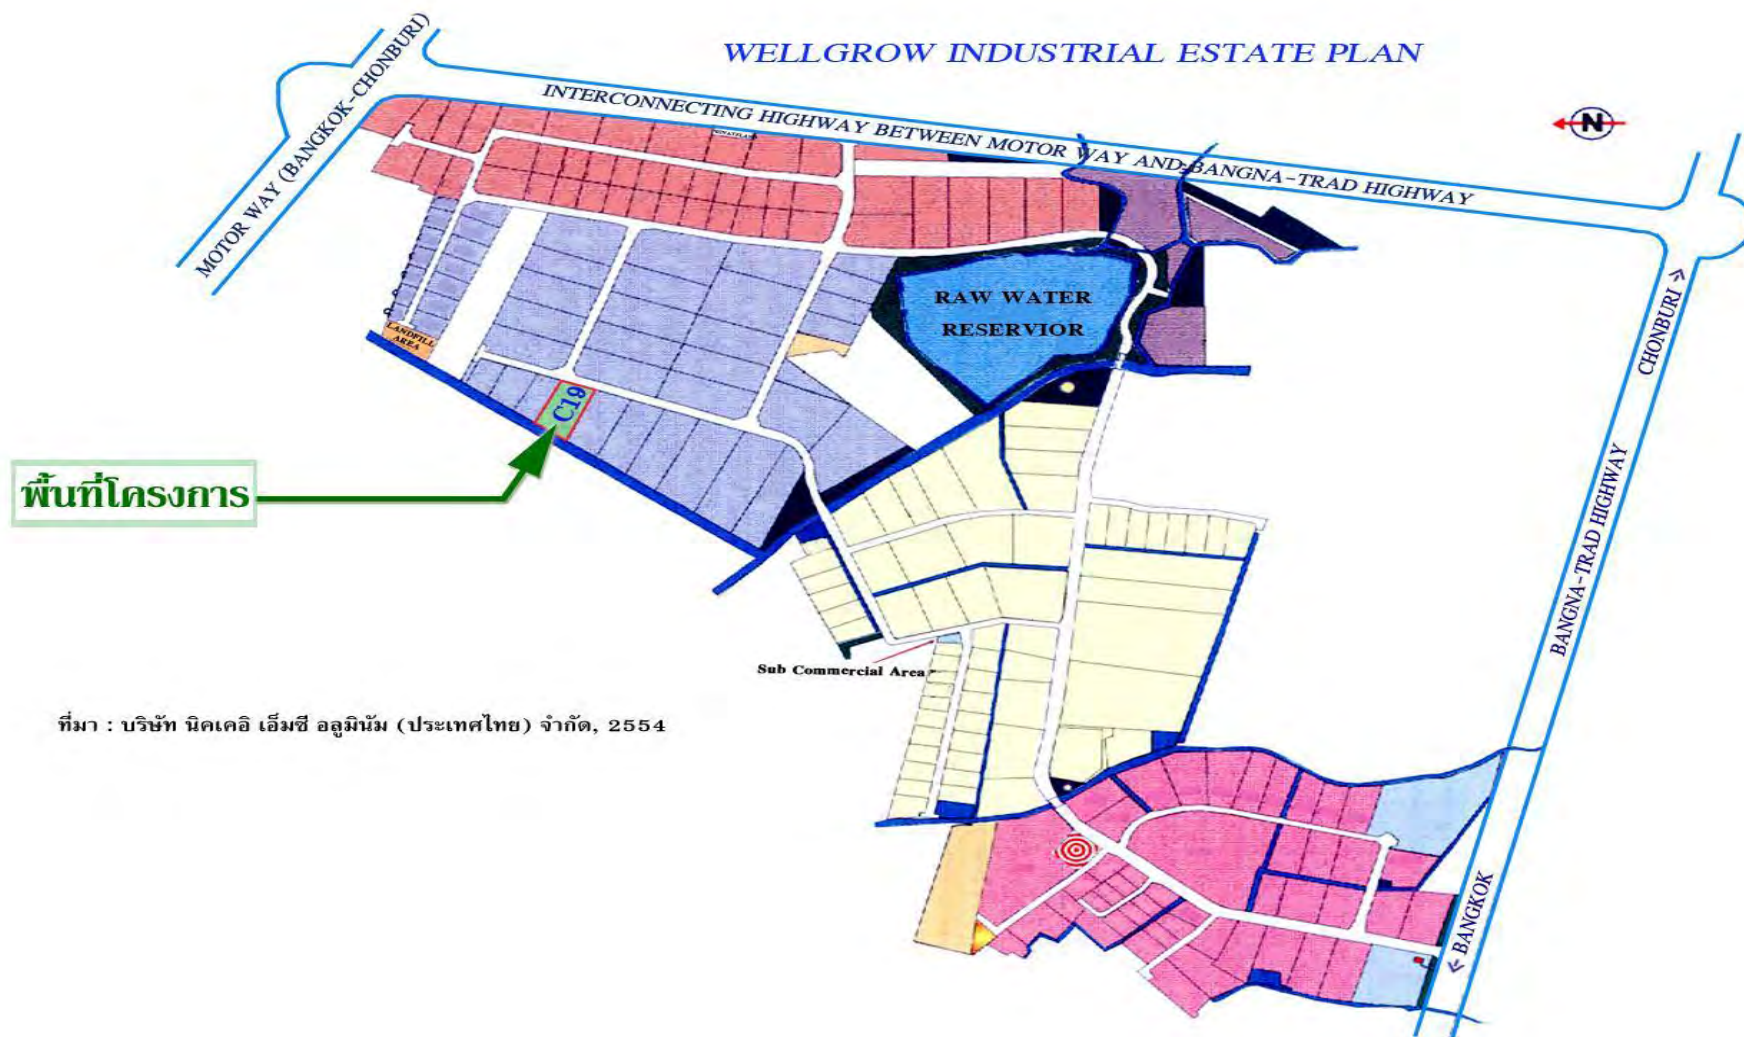 WELLGROW INDUSTRIAL ESTATE PLAN
MOTOR WAY (BANGKOK-CHONBURI)
INTERCONNECTING HIGHWAY BETWEEN MOTOR WAY AND BANGNA-TRAD HIGHWAY
N
RAW WATER
RESERVIOR
CHONBURI
LANDFILL
AREA
C19
พื้นที่โครงการ
BANGNA-TRAD HIGHWAY
Sub Commercial Area
ที่มา : บริษัท นิคเคอิ เอ็มซี อลูมินัม (ประเทศไทย) จำกัด, 2554
BANGKOK